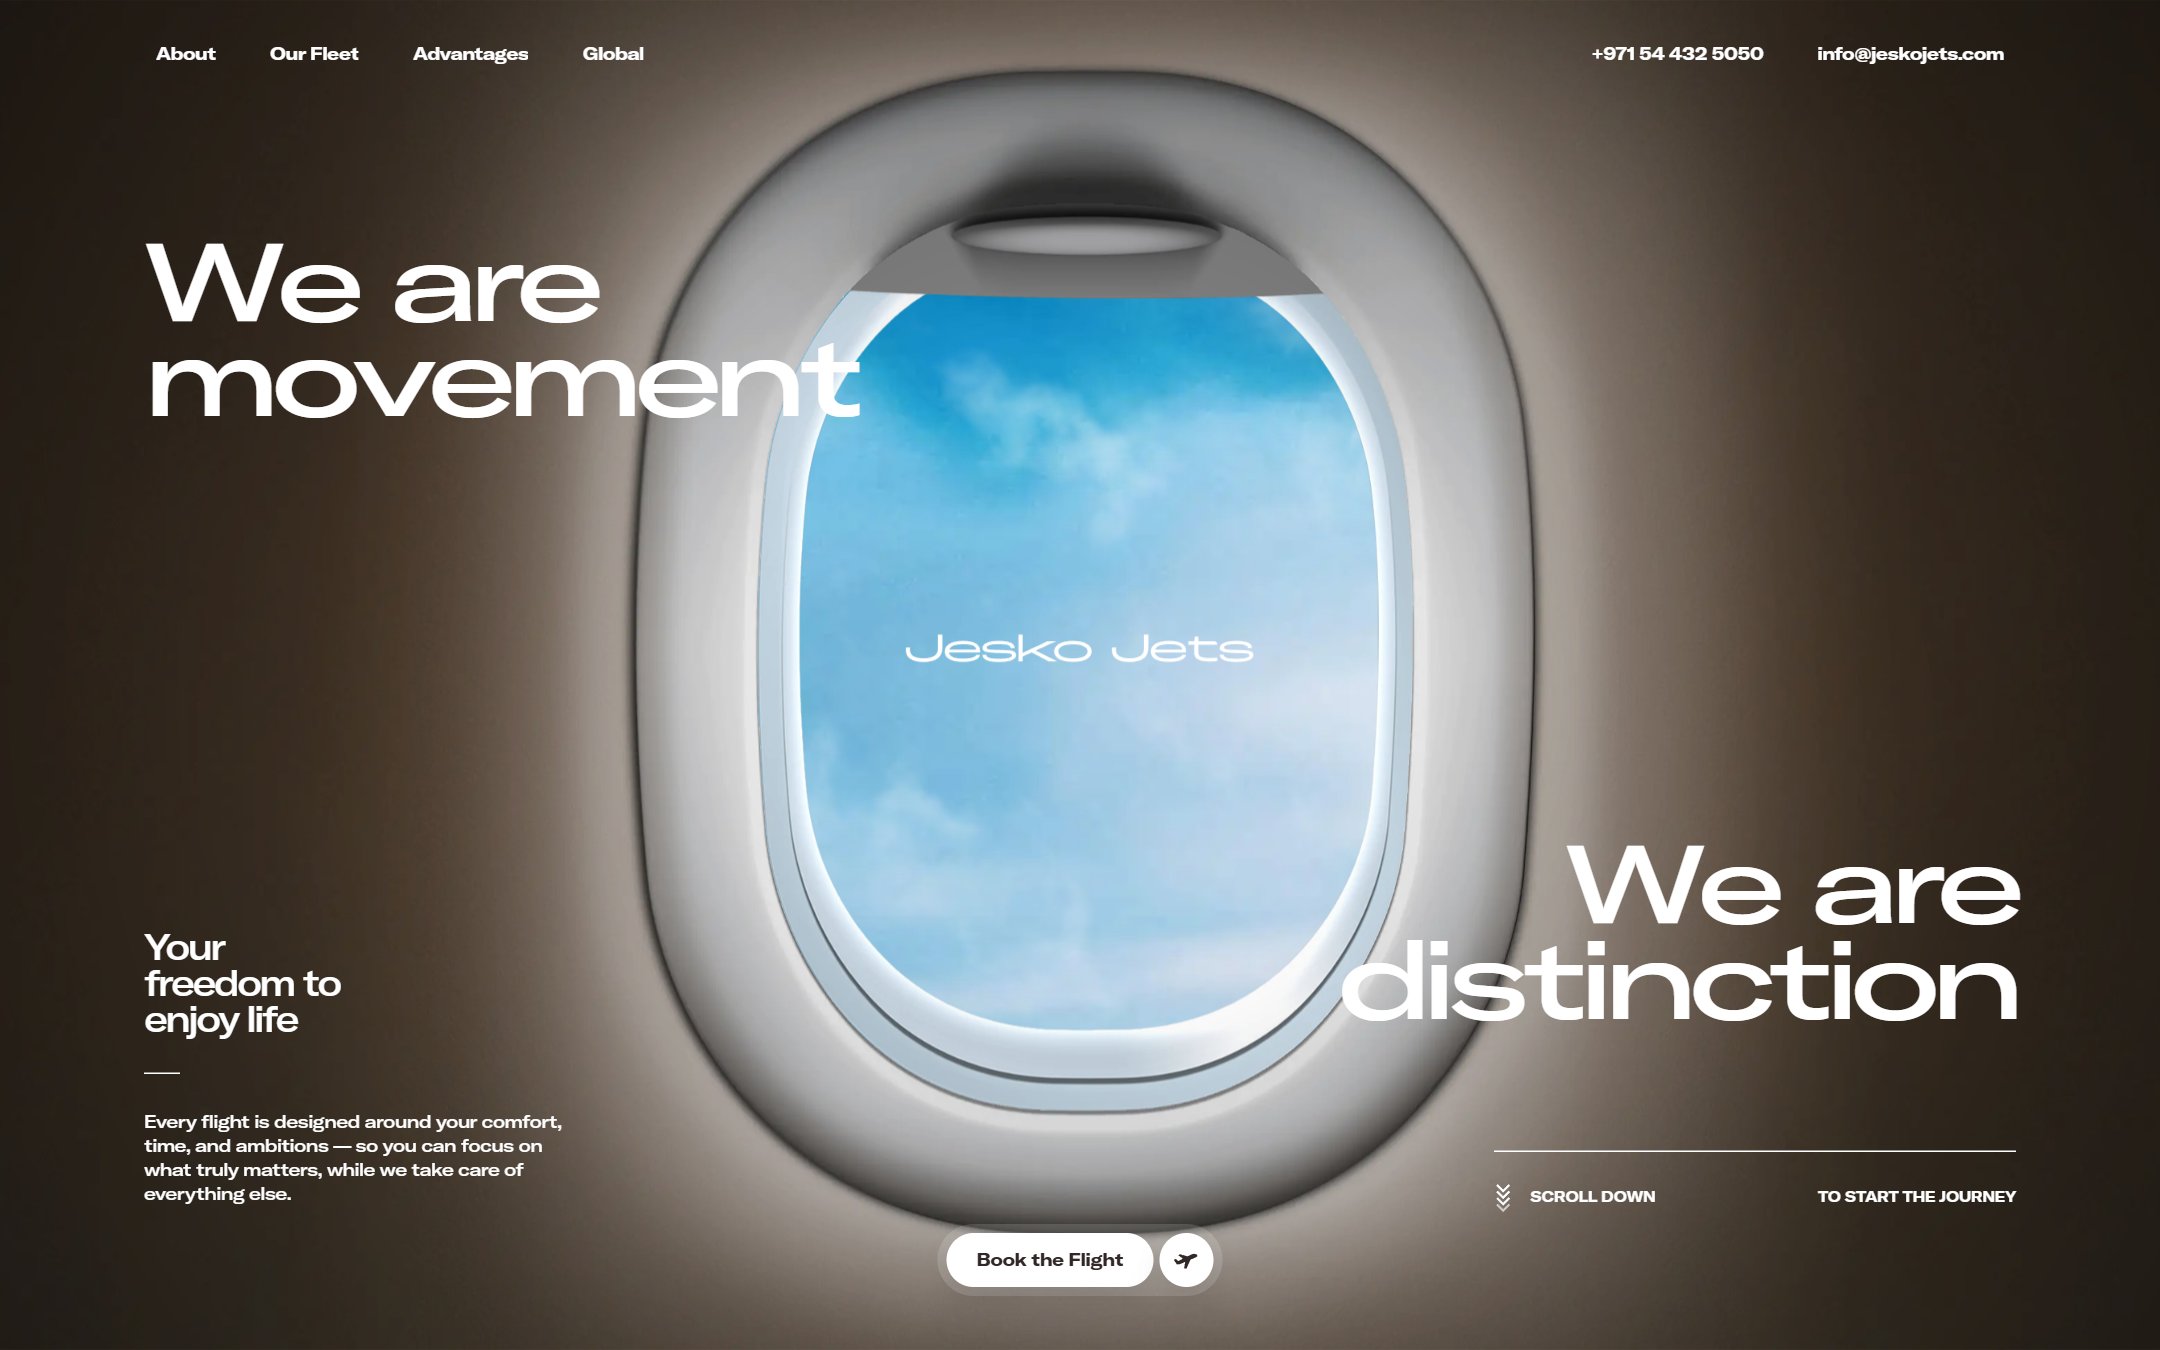 About
Our Fleet
Advantages
Global
+971 54 432 5050
info@jeskojets.com
We are
movement
Jesko Jets
We are
distinction
Your
freedom to
enjoy life
Every flight is designed around your comfort,
time, and ambitions — so you can focus on
what truly matters, while we take care of
everything else.
SCROLL DOWN
TO START THE JOURNEY
Book the Flight